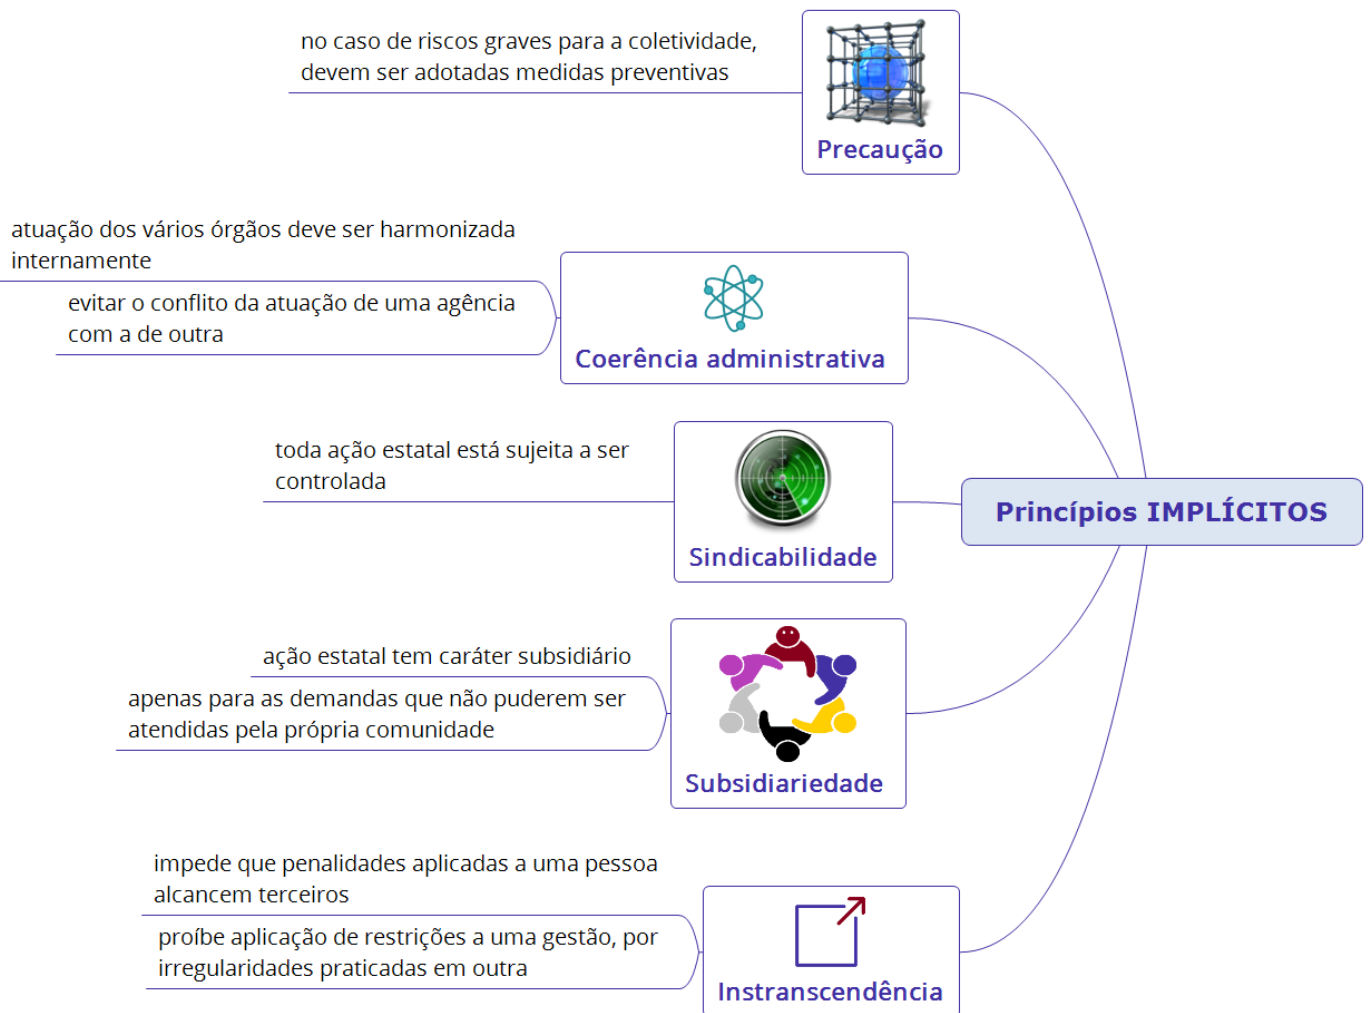 no caso de riscos graves para a coletividade,
devem ser adotadas medidas preventivas
Precaução
atuação dos vários órgãos deve ser harmonizada
internamente
evitar o conflito da atuação de uma agência
com a de outra
Coerência administrativa
toda ação estatal está sujeita a ser
controlada
Sindicabilidade
Princípios IMPLÍCITOS
ação estatal tem caráter subsidiário
apenas para as demandas que não puderem ser
atendidas pela própria comunidade
Subsidiariedade
impede que penalidades aplicadas a uma pessoa
alcancem terceiros
proíbe aplicação de restrições a uma gestão, por
irregularidades praticadas em outra
Instranscendência